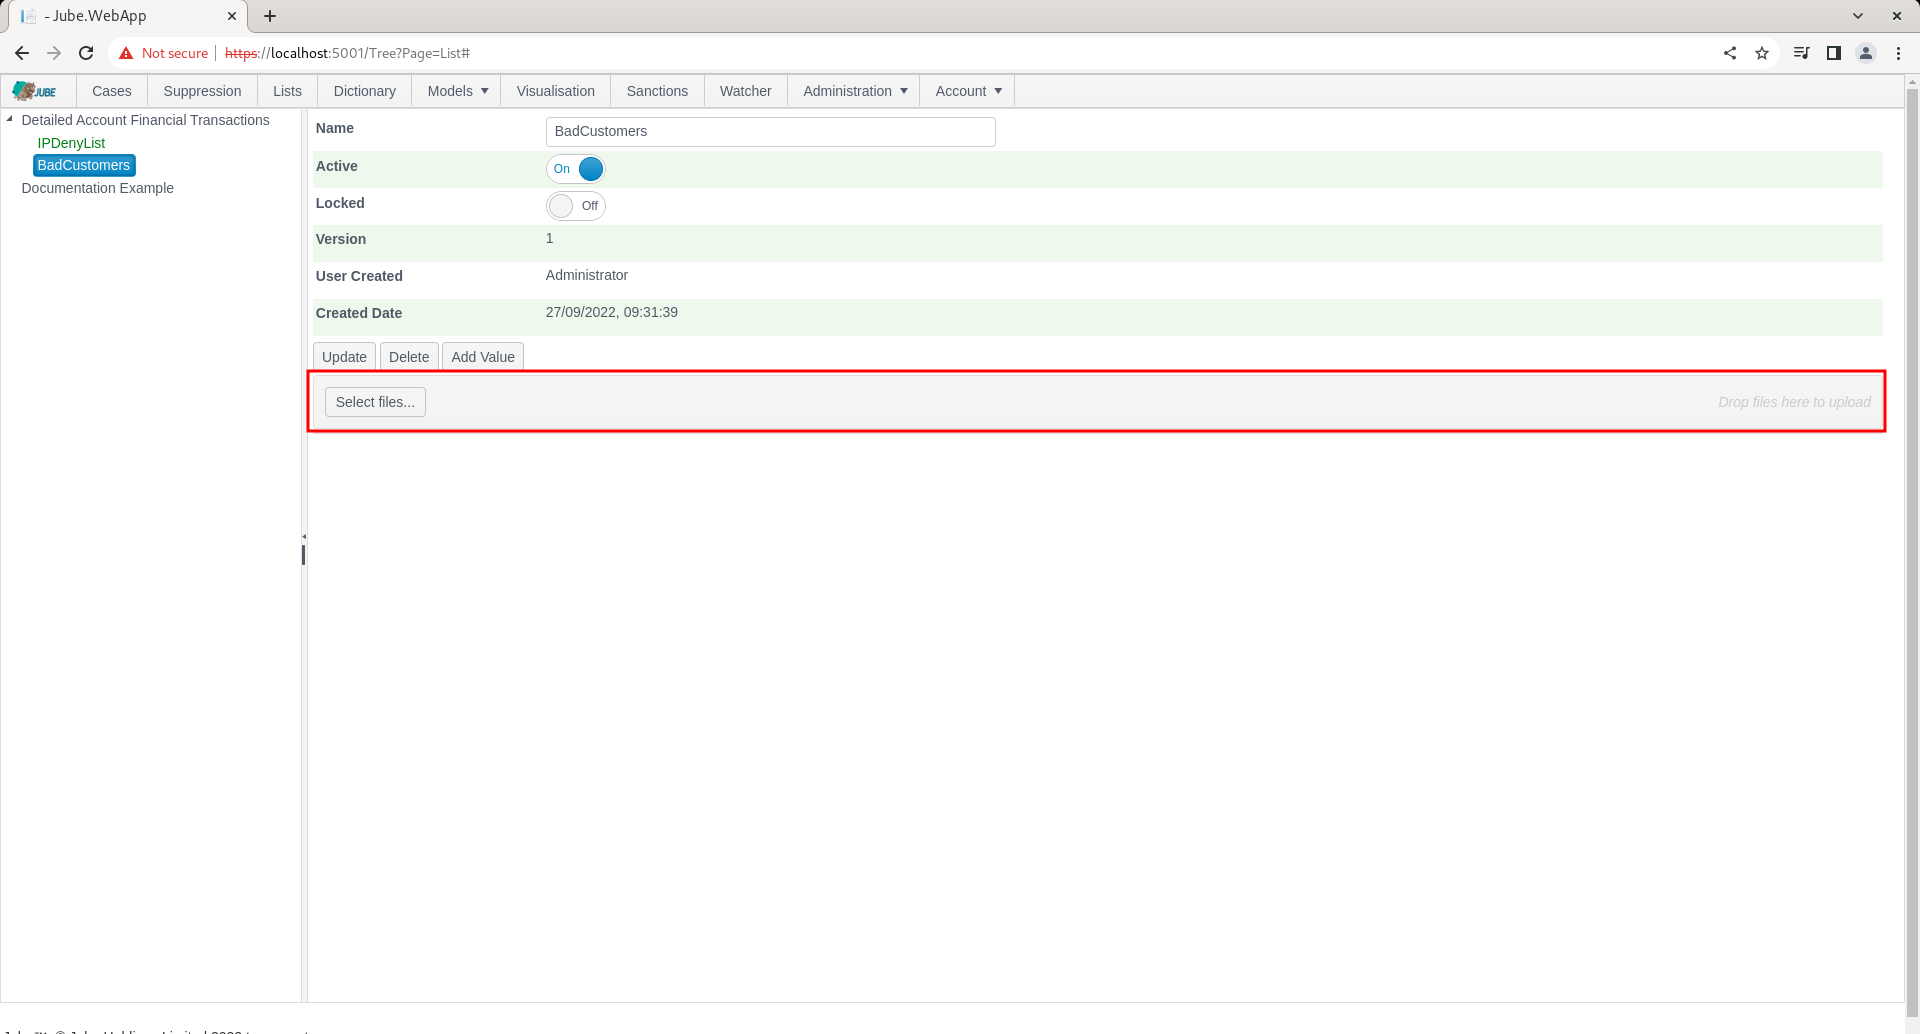 - Jube.WebApp
Not secure
https://localhost:5001/Tree?Page=List#
JUBE
Cases
Suppression
Lists
Dictionary
Models
Visualisation
Sanctions
Watcher
Administration
Account
Detailed Account Financial Transactions
IPDenyList
BadCustomers
Documentation Example
Name
BadCustomers
Active
On
Locked
Off
Version
1
User Created
Administrator
Created Date
27/09/2022, 09:31:39
Update
Delete
Add Value
Select files...
Drop files here to upload